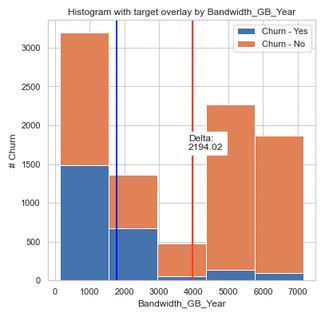 Histogram with target overlay by Bandwidth_GB_Year
Churn - Yes
Churn - No
Delta:
2194.02
# Churn
3000
2500
2000
1500
1000
500
0
0 1000 2000 3000 4000 5000 6000 7000
Bandwidth_GB_Year